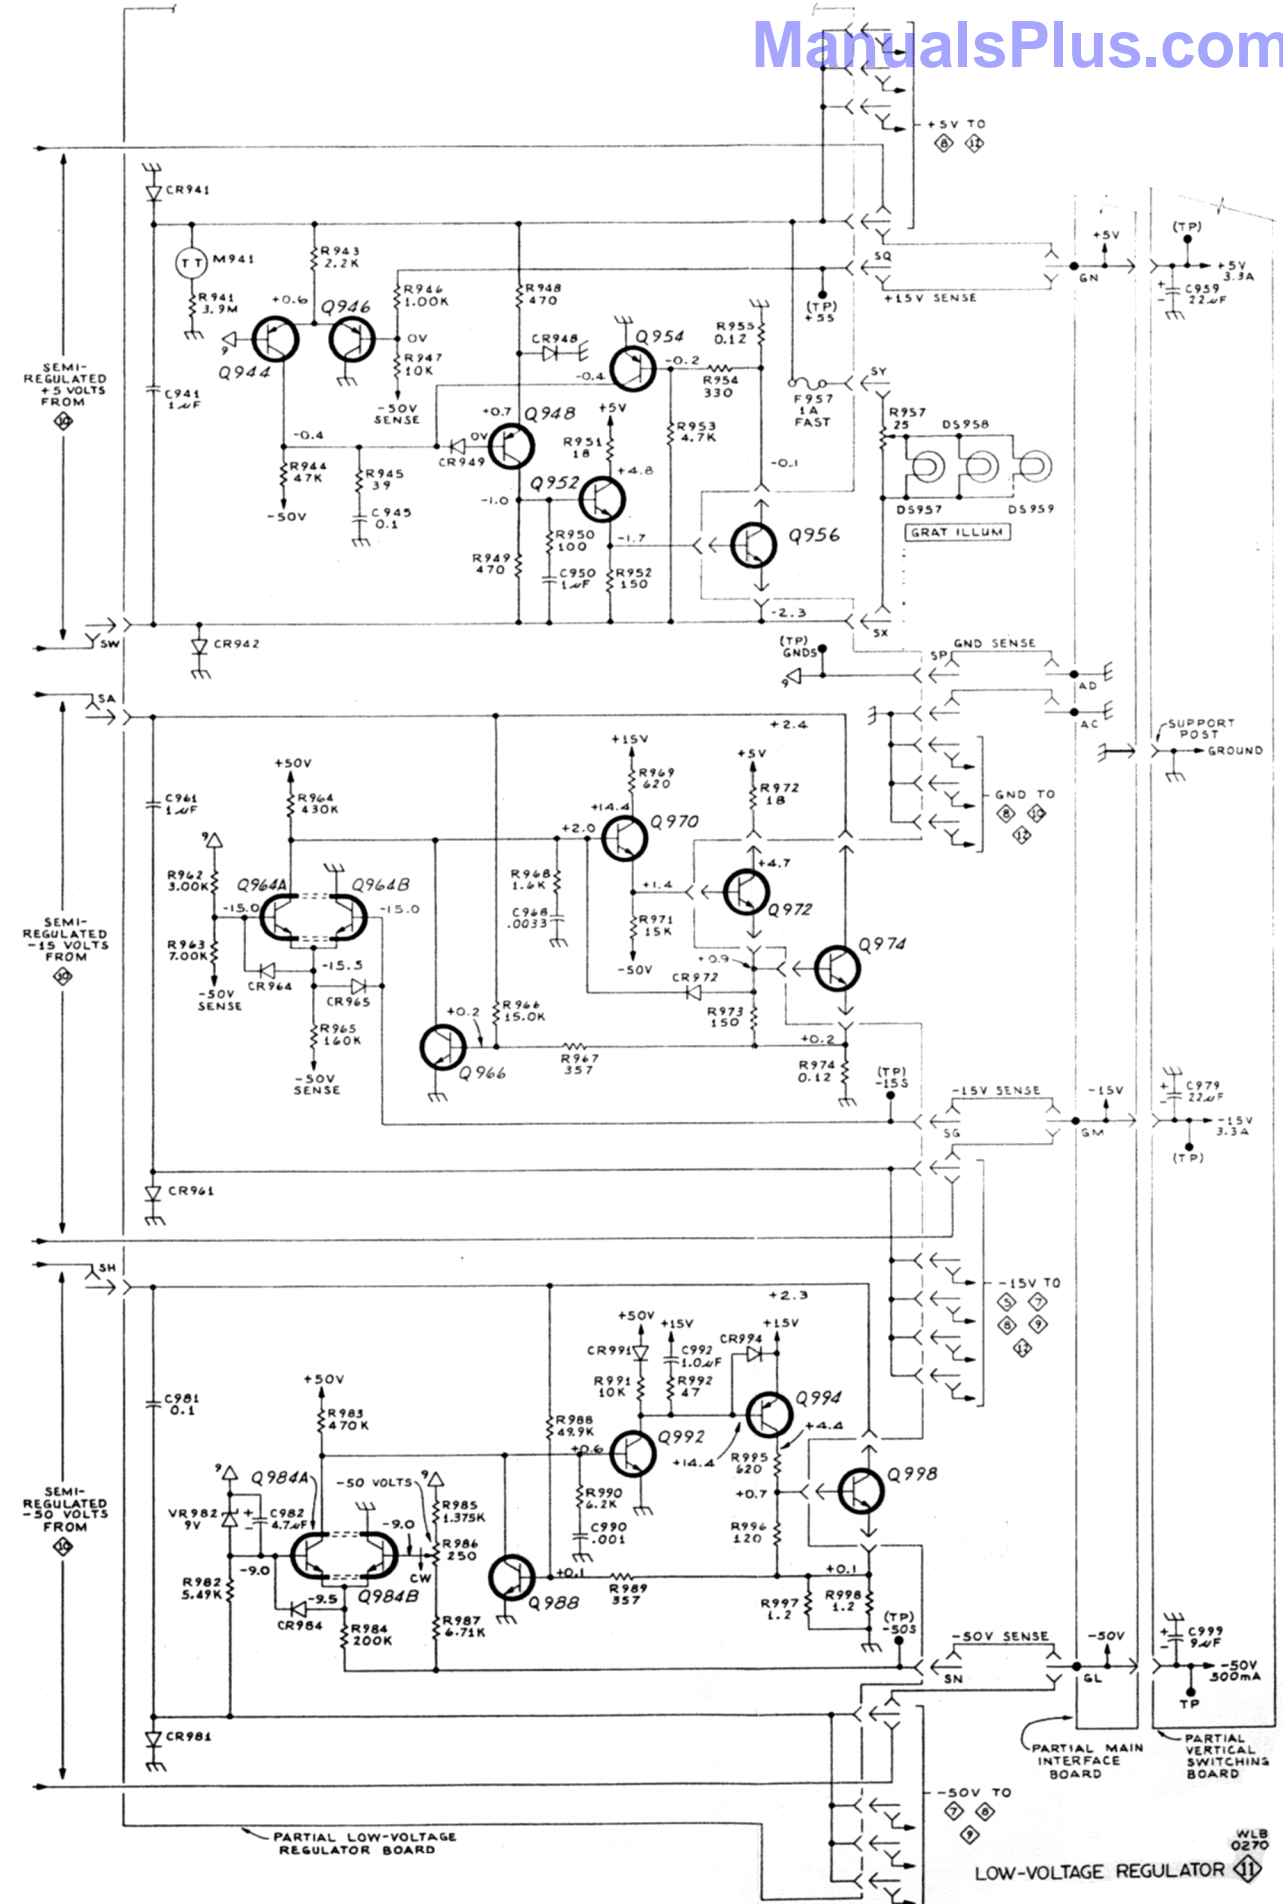 ManualsPlus.com
+5V TO
8 12
CR941
M941
R941
3.9M
R943
2.2K
+0.6
Q946
Q944
9
R946
1.00K
0V
R947
10K
-50V
SENSE
R948
470
CR948
Q954
-0.4
-0.2
R955
0.12
R954
330
(TP)
+5S
SQ
+15V SENSE
+5V
GN
(TP)
+5V
3.3A
C959
22µF
SEMI-
REGULATED
+5 VOLTS
FROM
10
C941
1µF
-0.4
R944
47K
-50V
R945
39
C945
0.1
+0.7
0V
Q948
CR949
+5V
R951
18
+4.8
R953
4.7K
F957
1A
FAST
SY
R957
25
DS958
-0.1
Q952
-1.0
DS957
DS959
GRAT ILLUM
R950
100
C950
1µF
R949
470
-1.7
R952
150
Q956
-2.3
SX
SW
CR942
(TP)
GNDS
9
SP
GND SENSE
AD
AC
SA
+2.4
SUPPORT
POST
GROUND
C961
1µF
+50V
R964
430K
+15V
R969
620
+14.4
+2.0
Q970
+5V
R972
18
GND TO
8 10
12
9
R962
3.00K
Q964A
Q964B
-15.0
-15.0
R968
1.6K
C968
.0033
+1.4
R971
15K
-50V
+4.7
Q972
SEMI-
REGULATED
-15 VOLTS
FROM
10
R963
7.00K
-50V
SENSE
CR964
-15.5
CR965
R965
160K
-50V
SENSE
+0.9
CR972
Q974
+0.2
R966
15.0K
Q966
R967
357
R973
150
+0.2
R974
0.12
(TP)
-15S
SG
-15V SENSE
-15V
GM
C979
22µF
-15V
3.3A
(TP)
CR961
SH
-15V TO
5 7
8 9
12
+2.3
+50V
CR991
R991
10K
+15V
C992
1.0µF
R992
47
CR994
+15V
Q994
C981
0.1
+50V
R983
470K
R988
49.9K
+0.6
Q992
+14.4
+4.4
R995
620
Q998
+0.7
SEMI-
REGULATED
-50 VOLTS
FROM
10
9
Q984A
-50 VOLTS
9
VR982
9V
C982
4.7µF
R985
1.375K
R990
6.2K
C990
.001
-9.0
R986
250
CW
R996
120
R982
5.49K
-9.0
CR984
-9.5
Q984B
R984
200K
R987
6.71K
Q988
+0.1
R989
357
+0.1
R997
1.2
R998
1.2
(TP)
-50S
SN
-50V SENSE
-50V
GL
C999
9µF
-50V
500mA
TP
CR981
PARTIAL MAIN
INTERFACE
BOARD
PARTIAL
VERTICAL
SWITCHING
BOARD
-50V TO
7 8
9
PARTIAL LOW-VOLTAGE
REGULATOR BOARD
WLB
0270
LOW-VOLTAGE REGULATOR 11